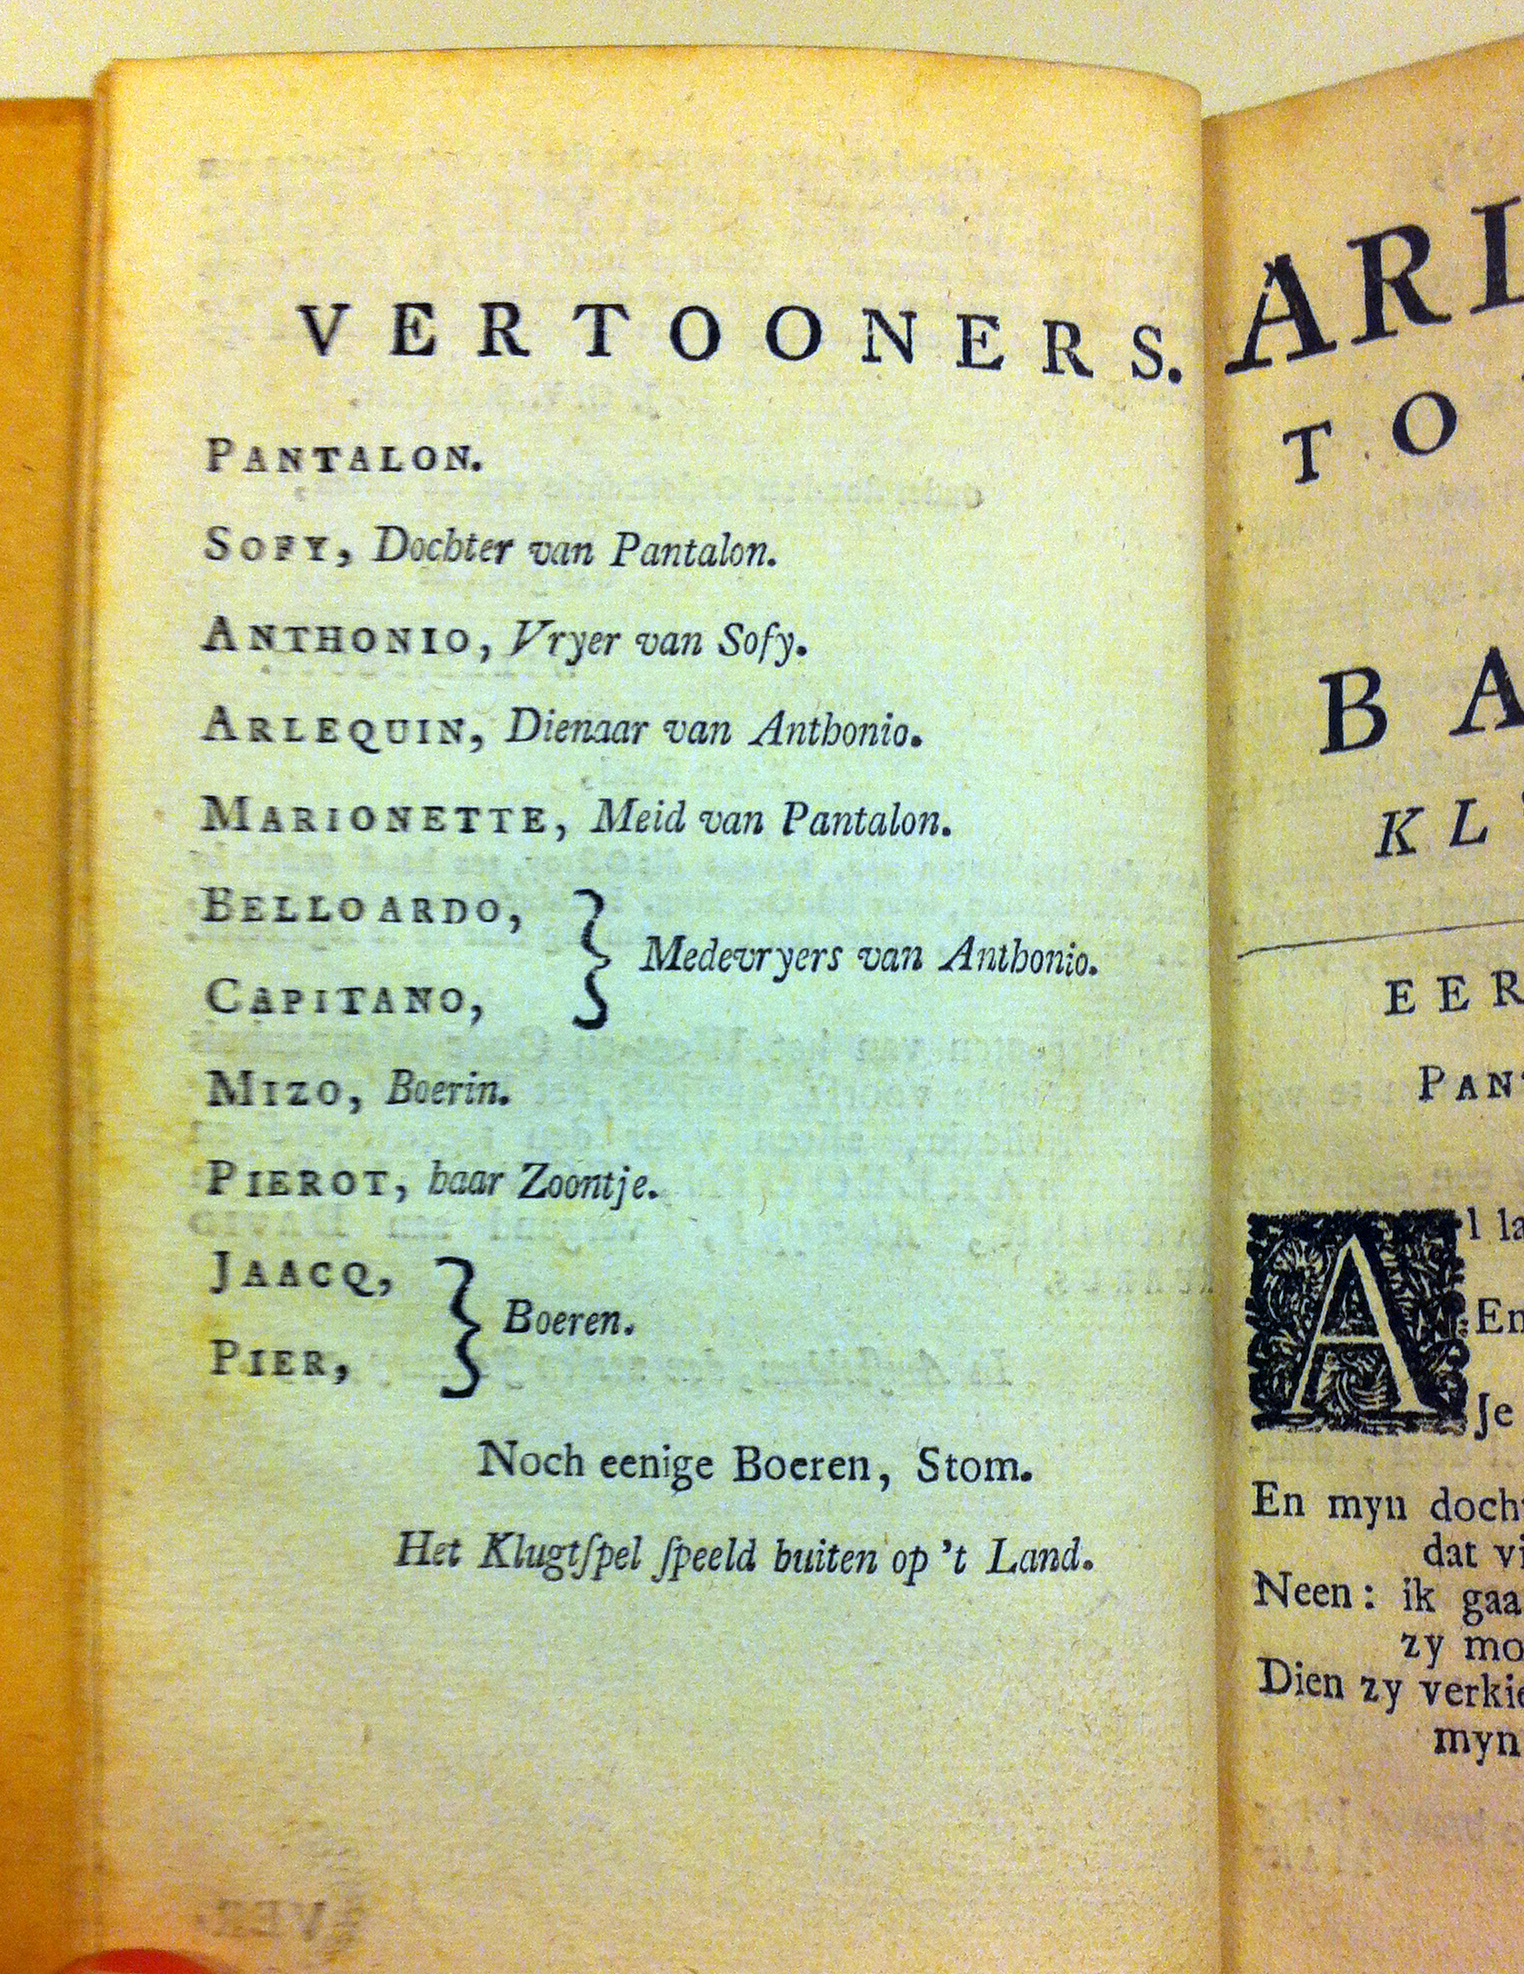 VERTOONERS.
PANTALON.
SOFY, Dochter van Pantalon.
ANTHONIO, Vryer van Sofy.
ARLEQUIN, Dienaar van Anthonio.
MARIONETTE, Meid van Pantalon.
BELLOARDO,
Medevryers van Anthonio.
CAPITANO,
MIZO, Boerin.
PIEROT, haar Zoontje.
JAACQ,
Boeren.
PIER,
Noch eenige Boeren, Stom.
Het Klugtſpel ſpeeld buiten op 't Land.
ARL
TO
BA
KL
EER
PAN
Al la
En
Je
En myn doch
dat vi
Neen: ik gaa
zy mo
Dien zy verkie
myn